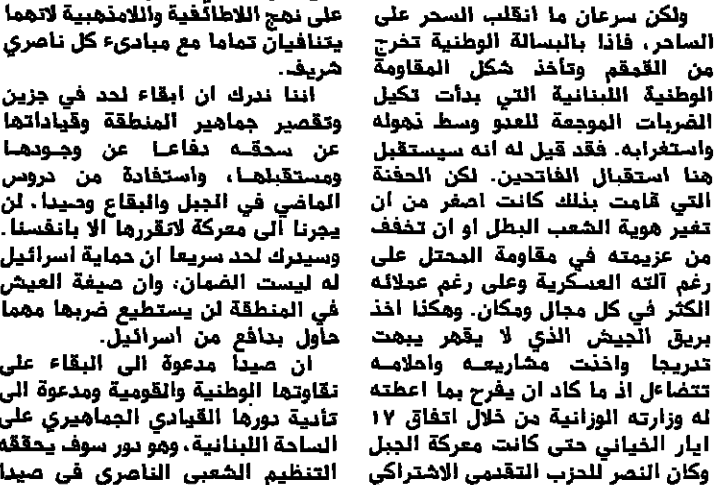 ولكن سرعان ما انقلب السحر على
الساحر، فاذا بالبسالة الوطنية تخرج
من القمقم وتأخذ شكل المقاومة
الوطنية اللبنانية التي بدأت تكيل
الضربات الموجعة للعدو وسط ذهوله
واستغرابه. فقد قيل له انه سيستقبل
هنا استقبال الفاتحين. لكن الحفنة
التي قامت بذلك كانت اصغر من ان
تغير هوية الشعب البطل او ان تخفف
من عزيمته في مقاومة المحتل على
رغم آلته العسكرية وعلى رغم عملائه
الكثر في كل مجال ومكان. وهكذا اخذ
بريق الجيش الذي لا يقهر يبهت
تدريجا واخذت مشاريعه واحلامه
تتضاءل اذ ما كاد ان يفرح بما اعطته
له وزارته الوزانية من خلال اتفاق ١٧
ايار الخياني حتى كانت معركة الجبل
وكان النصر للحزب التقدمي الاشتراكي
على نهج اللاطائفية واللامذهبية لانهما
يتنافيان تماما مع مبادىء كل ناصري
شريف.
اننا ندرك ان ابقاء لحد في جزين
وتقصير جماهير المنطقة وقياداتها
عن سحقه دفاعا عن وجودها
ومستقبلها، واستفادة من دروس
الماضي في الجبل والبقاع وصيدا، لن
يجرنا الى معركة لانقررها الا بانفسنا.
وسيدرك لحد سريعا ان حماية اسرائيل
له ليست الضمان، وان صيغة العيش
في المنطقة لن يستطيع ضربها مهما
حاول بدافع من اسرائيل.
ان صيدا مدعوة الى البقاء على
نقاوتها الوطنية والقومية ومدعوة الى
تأدية دورها القيادي الجماهيري على
الساحة اللبنانية، وهو دور سوف يحققه
التنظيم الشعبي الناصري في صيدا